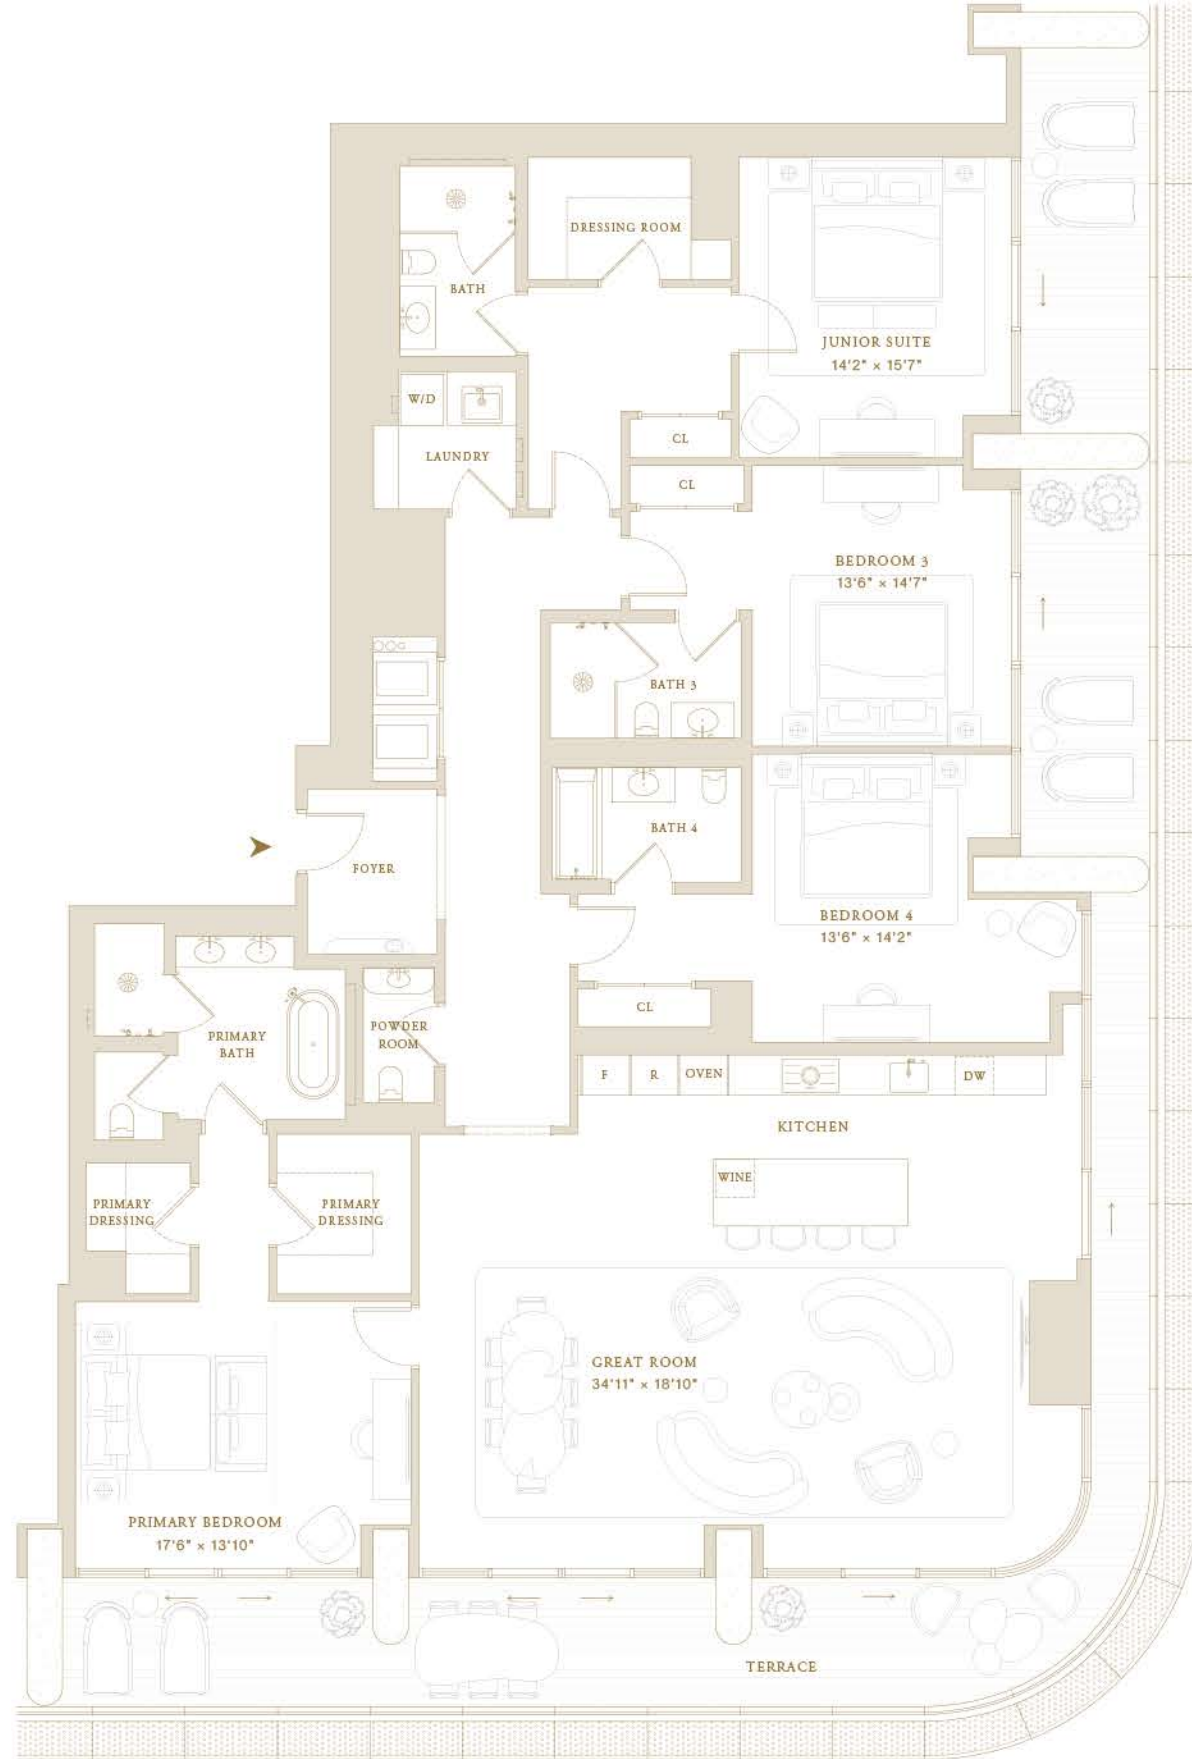 DRESSING ROOM
BATH
JUNIOR SUITE
14'2" × 15'7"
W/D
CL
LAUNDRY
CL
BEDROOM 3
13'6" × 14'7"
BATH 3
BATH 4
FOYER
BEDROOM 4
13'6" × 14'2"
CL
POWDER
ROOM
PRIMARY
BATH
F
R
OVEN
DW
KITCHEN
WINE
PRIMARY
DRESSING
PRIMARY
DRESSING
GREAT ROOM
34'11" × 18'10"
PRIMARY BEDROOM
17'6" × 13'10"
TERRACE